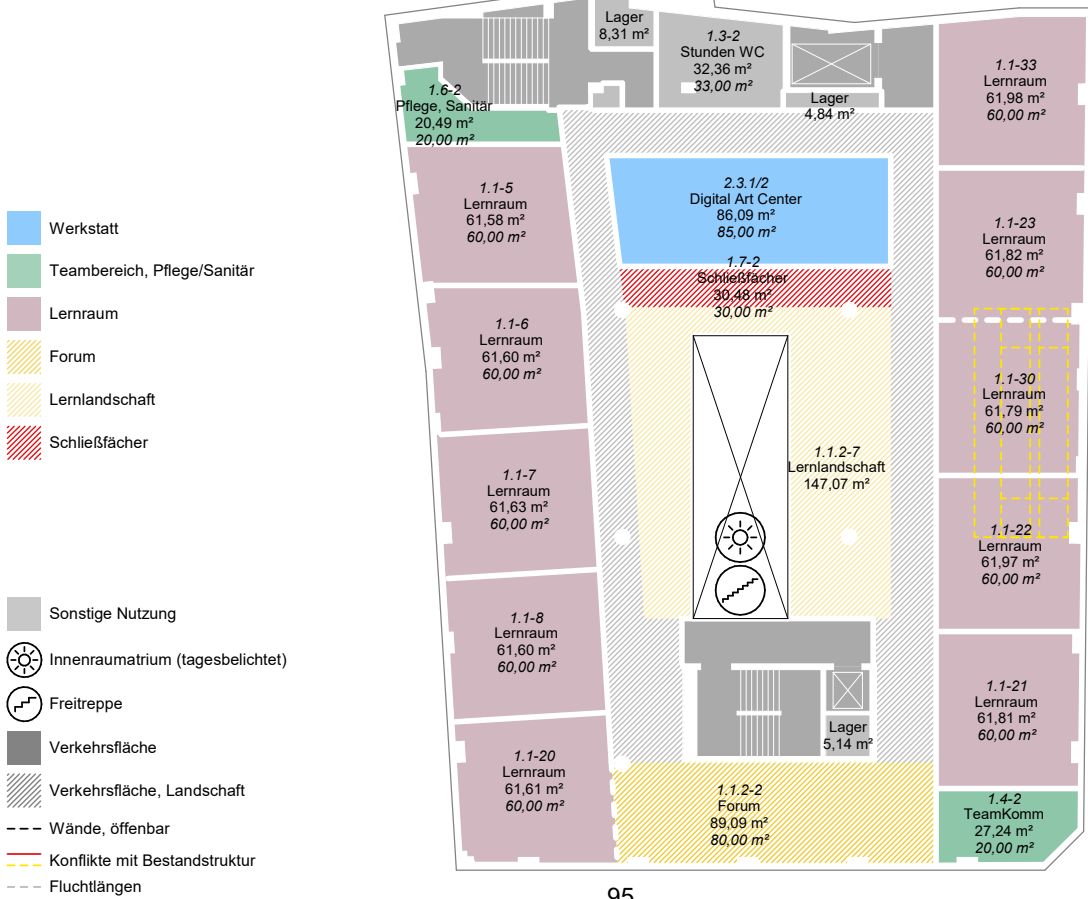 Werkstatt
Teambereich, Pflege/Sanitär
Lernraum
Forum
Lernlandschaft
Schließfächer
Sonstige Nutzung
Innenraumatrium (tagesbelichtet)
Freitreppe
Verkehrsfläche
Verkehrsfläche, Landschaft
Wände, öffenbar
Konflikte mit Bestandstruktur
Fluchtlängen
Lager
8,31 m²
1.3-2
Stunden WC
32,36 m²
33,00 m²
Lager
4,84 m²
1.6-2
Pflege, Sanitär
20,49 m²
20,00 m²
1.1-5
Lernraum
61,58 m²
60,00 m²
1.1-6
Lernraum
61,60 m²
60,00 m²
1.1-7
Lernraum
61,63 m²
60,00 m²
1.1-8
Lernraum
61,60 m²
60,00 m²
1.1-20
Lernraum
61,61 m²
60,00 m²
2.3.1/2
Digital Art Center
86,09 m²
85,00 m²
1.7-2
Schließfächer
30,48 m²
30,00 m²
1.1.2-7
Lernlandschaft
147,07 m²
Lager
5,14 m²
1.1.2-2
Forum
89,09 m²
80,00 m²
1.1-33
Lernraum
61,98 m²
60,00 m²
1.1-23
Lernraum
61,82 m²
60,00 m²
1.1-30
Lernraum
61,79 m²
60,00 m²
1.1-22
Lernraum
61,97 m²
60,00 m²
1.1-21
Lernraum
61,81 m²
60,00 m²
1.4-2
TeamKomm
27,24 m²
20,00 m²
95